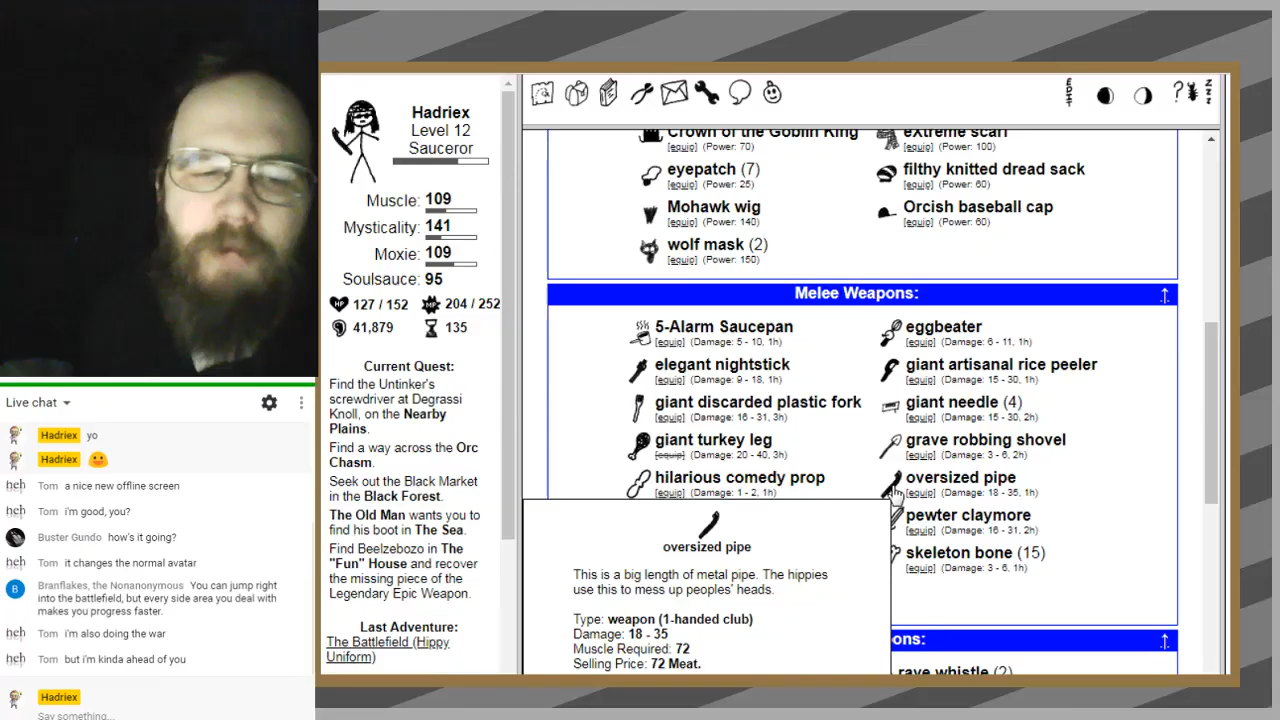 Live chat
Hadriex yo
Hadriex
Tom a nice new offline screen
Tom i'm good, you?
Buster Gundo how's it going?
Tom it changes the normal avatar
Branflakes, the Nonanonymous You can jump right
into the battlefield, but every side area you deal with
makes you progress faster.
Tom i'm also doing the war
Tom but i'm kinda ahead of you
Hadriex
Say something...
heh
heh
heh
heh
heh
B
Hadriex
Level 12
Sauceror
Muscle: 109
Mysticality: 141
Moxie: 109
Soulsauce: 95
HP 127 / 152 MP 204 / 252
41,879 135
Current Quest:
Find the Untinker's
screwdriver at Degrassi
Knoll, on the Nearby
Plains.
Find a way across the Orc
Chasm.
Seek out the Black Market
in the Black Forest.
The Old Man wants you to
find his boot in The Sea.
Find Beelzebozo in The
"Fun" House and recover
the missing piece of the
Legendary Epic Weapon.
Last Adventure:
The Battlefield (Hippy
Uniform)
EDIT
? ZZZ
Crown of the Goblin King
[equip] (Power: 70)
eXtreme scarf
[equip] (Power: 100)
eyepatch (7)
[equip] (Power: 25)
filthy knitted dread sack
[equip] (Power: 60)
Mohawk wig
[equip] (Power: 140)
Orcish baseball cap
[equip] (Power: 60)
wolf mask (2)
[equip] (Power: 150)
Melee Weapons:
5-Alarm Saucepan
[equip] (Damage: 5 - 10, 1h)
eggbeater
[equip] (Damage: 6 - 11, 1h)
elegant nightstick
[equip] (Damage: 9 - 18, 1h)
giant artisanal rice peeler
[equip] (Damage: 15 - 30, 1h)
giant discarded plastic fork
[equip] (Damage: 16 - 31, 3h)
giant needle (4)
[equip] (Damage: 15 - 30, 2h)
giant turkey leg
[equip] (Damage: 20 - 40, 3h)
grave robbing shovel
[equip] (Damage: 3 - 6, 2h)
hilarious comedy prop
[equip] (Damage: 1 - 2, 1h)
oversized pipe
[equip] (Damage: 18 - 35, 1h)
pewter claymore
[equip] (Damage: 16 - 31, 2h)
skeleton bone (15)
[equip] (Damage: 3 - 6, 1h)
oversized pipe
This is a big length of metal pipe. The hippies
use this to mess up peoples' heads.
Type: weapon (1-handed club)
Damage: 18 - 35
Muscle Required: 72
Selling Price: 72 Meat.
ons:
rave whistle (2)